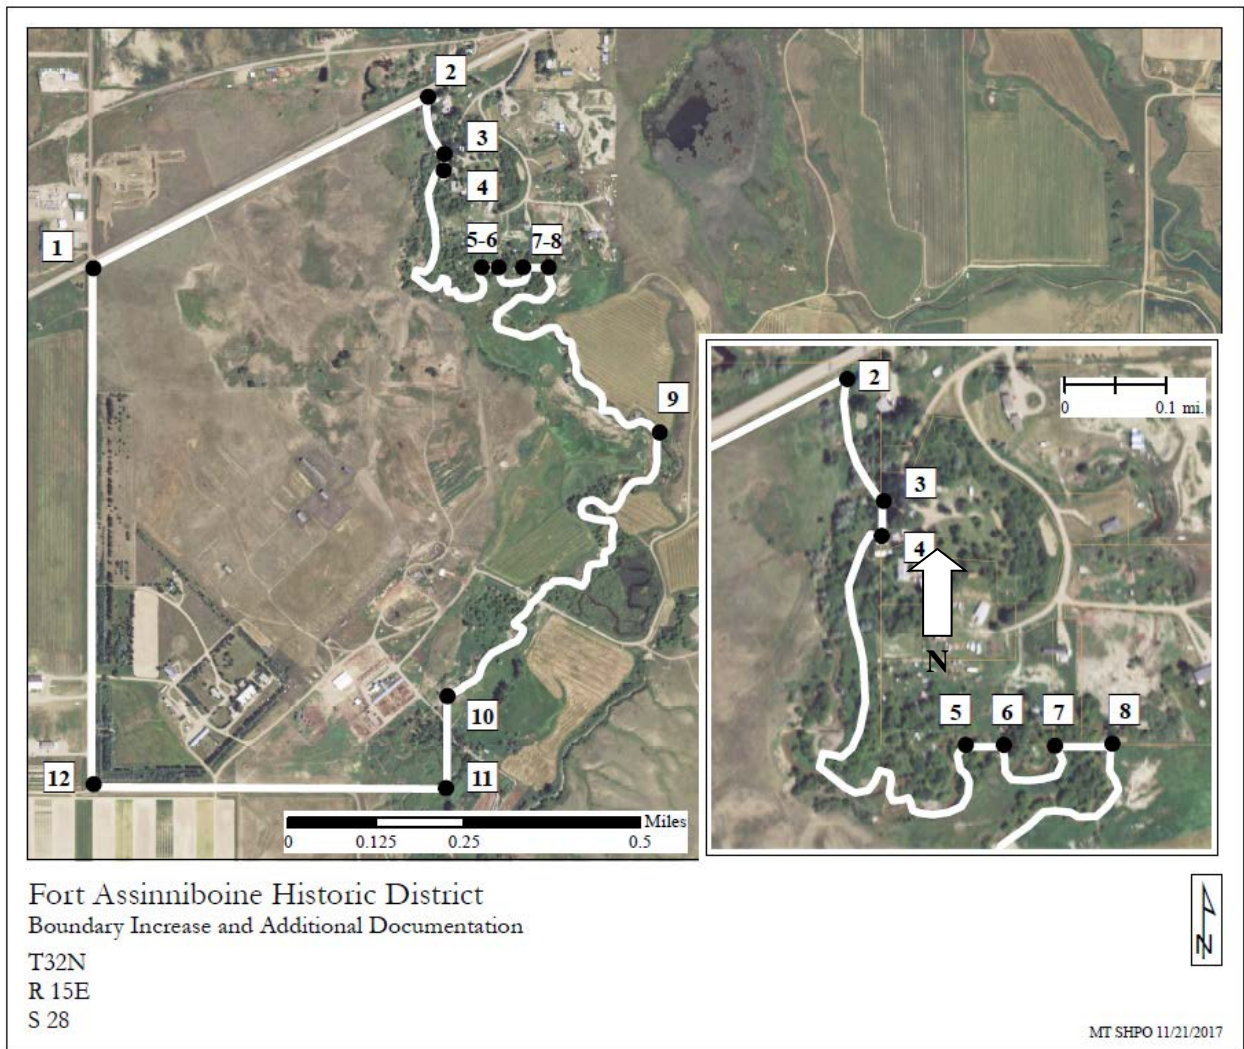 2
3
4
1
5-6
7-8
9
10
11
12
Miles
0
0.125
0.25
0.5
2
0
0.1 mi.
3
4
N
5
6
7
8
Fort Assinniboine Historic District
Boundary Increase and Additional Documentation
T32N
R 15E
S 28
N
MT SHPO 11/21/2017